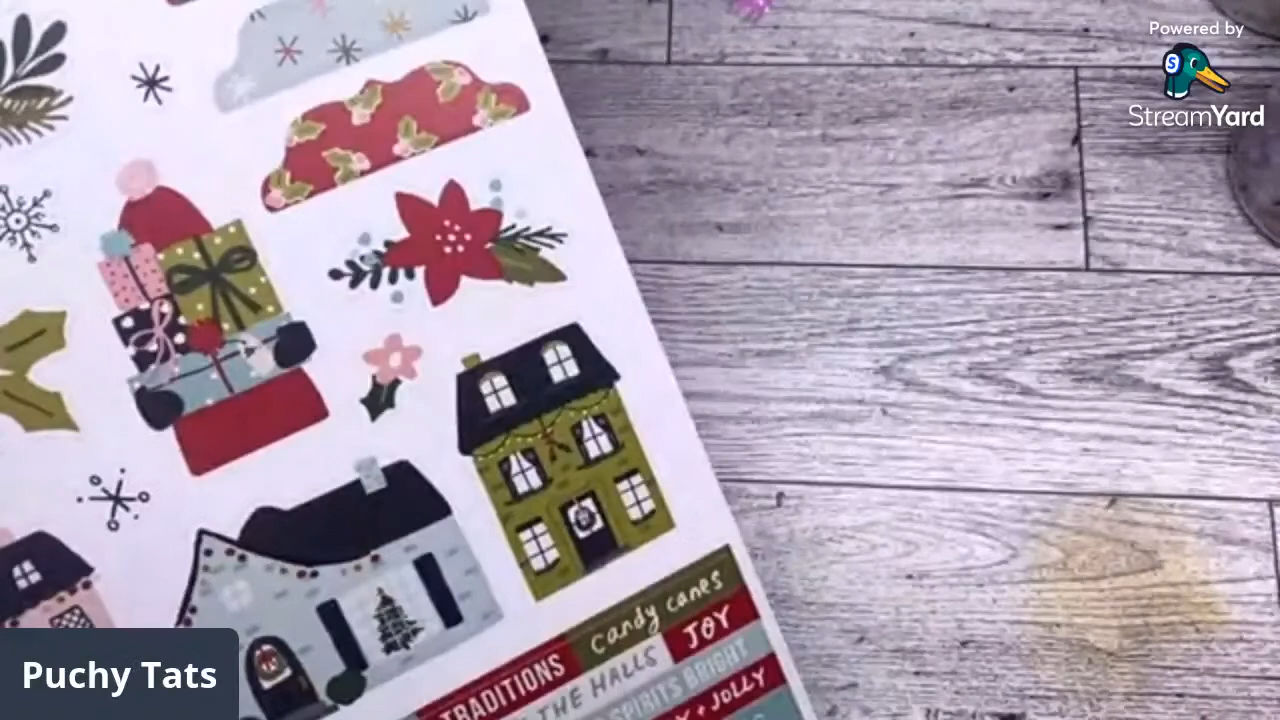 Powered by
StreamYard
candy canes
TRADITIONS
JOY
THE HALLS
SPIRITS BRIGHT
+ JOLLY
Puchy Tats